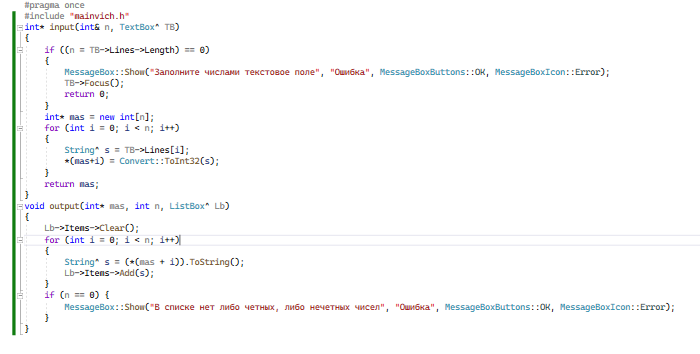 #pragma once
#include "mainvich.h"
int* input(int& n, TextBox^ TB)
{
    if ((n = TB->Lines->Length) == 0)
    {
        MessageBox::Show("Заполните числами текстовое поле", "Ошибка", MessageBoxButtons::OK, MessageBoxIcon::Error);
        TB->Focus();
        return 0;
    }
    int* mas = new int[n];
    for (int i = 0; i < n; i++)
    {
        String^ s = TB->Lines[i];
        *(mas+i) = Convert::ToInt32(s);
    }
    return mas;
}
void output(int* mas, int n, ListBox^ Lb)
{
    Lb->Items->Clear();
    for (int i = 0; i < n; i++)
    {
        String^ s = (*(mas + i)).ToString();
        Lb->Items->Add(s);
    }
    if (n == 0) {
        MessageBox::Show("В списке нет либо четных, либо нечетных чисел", "Ошибка", MessageBoxButtons::OK, MessageBoxIcon::Error);
    }
}